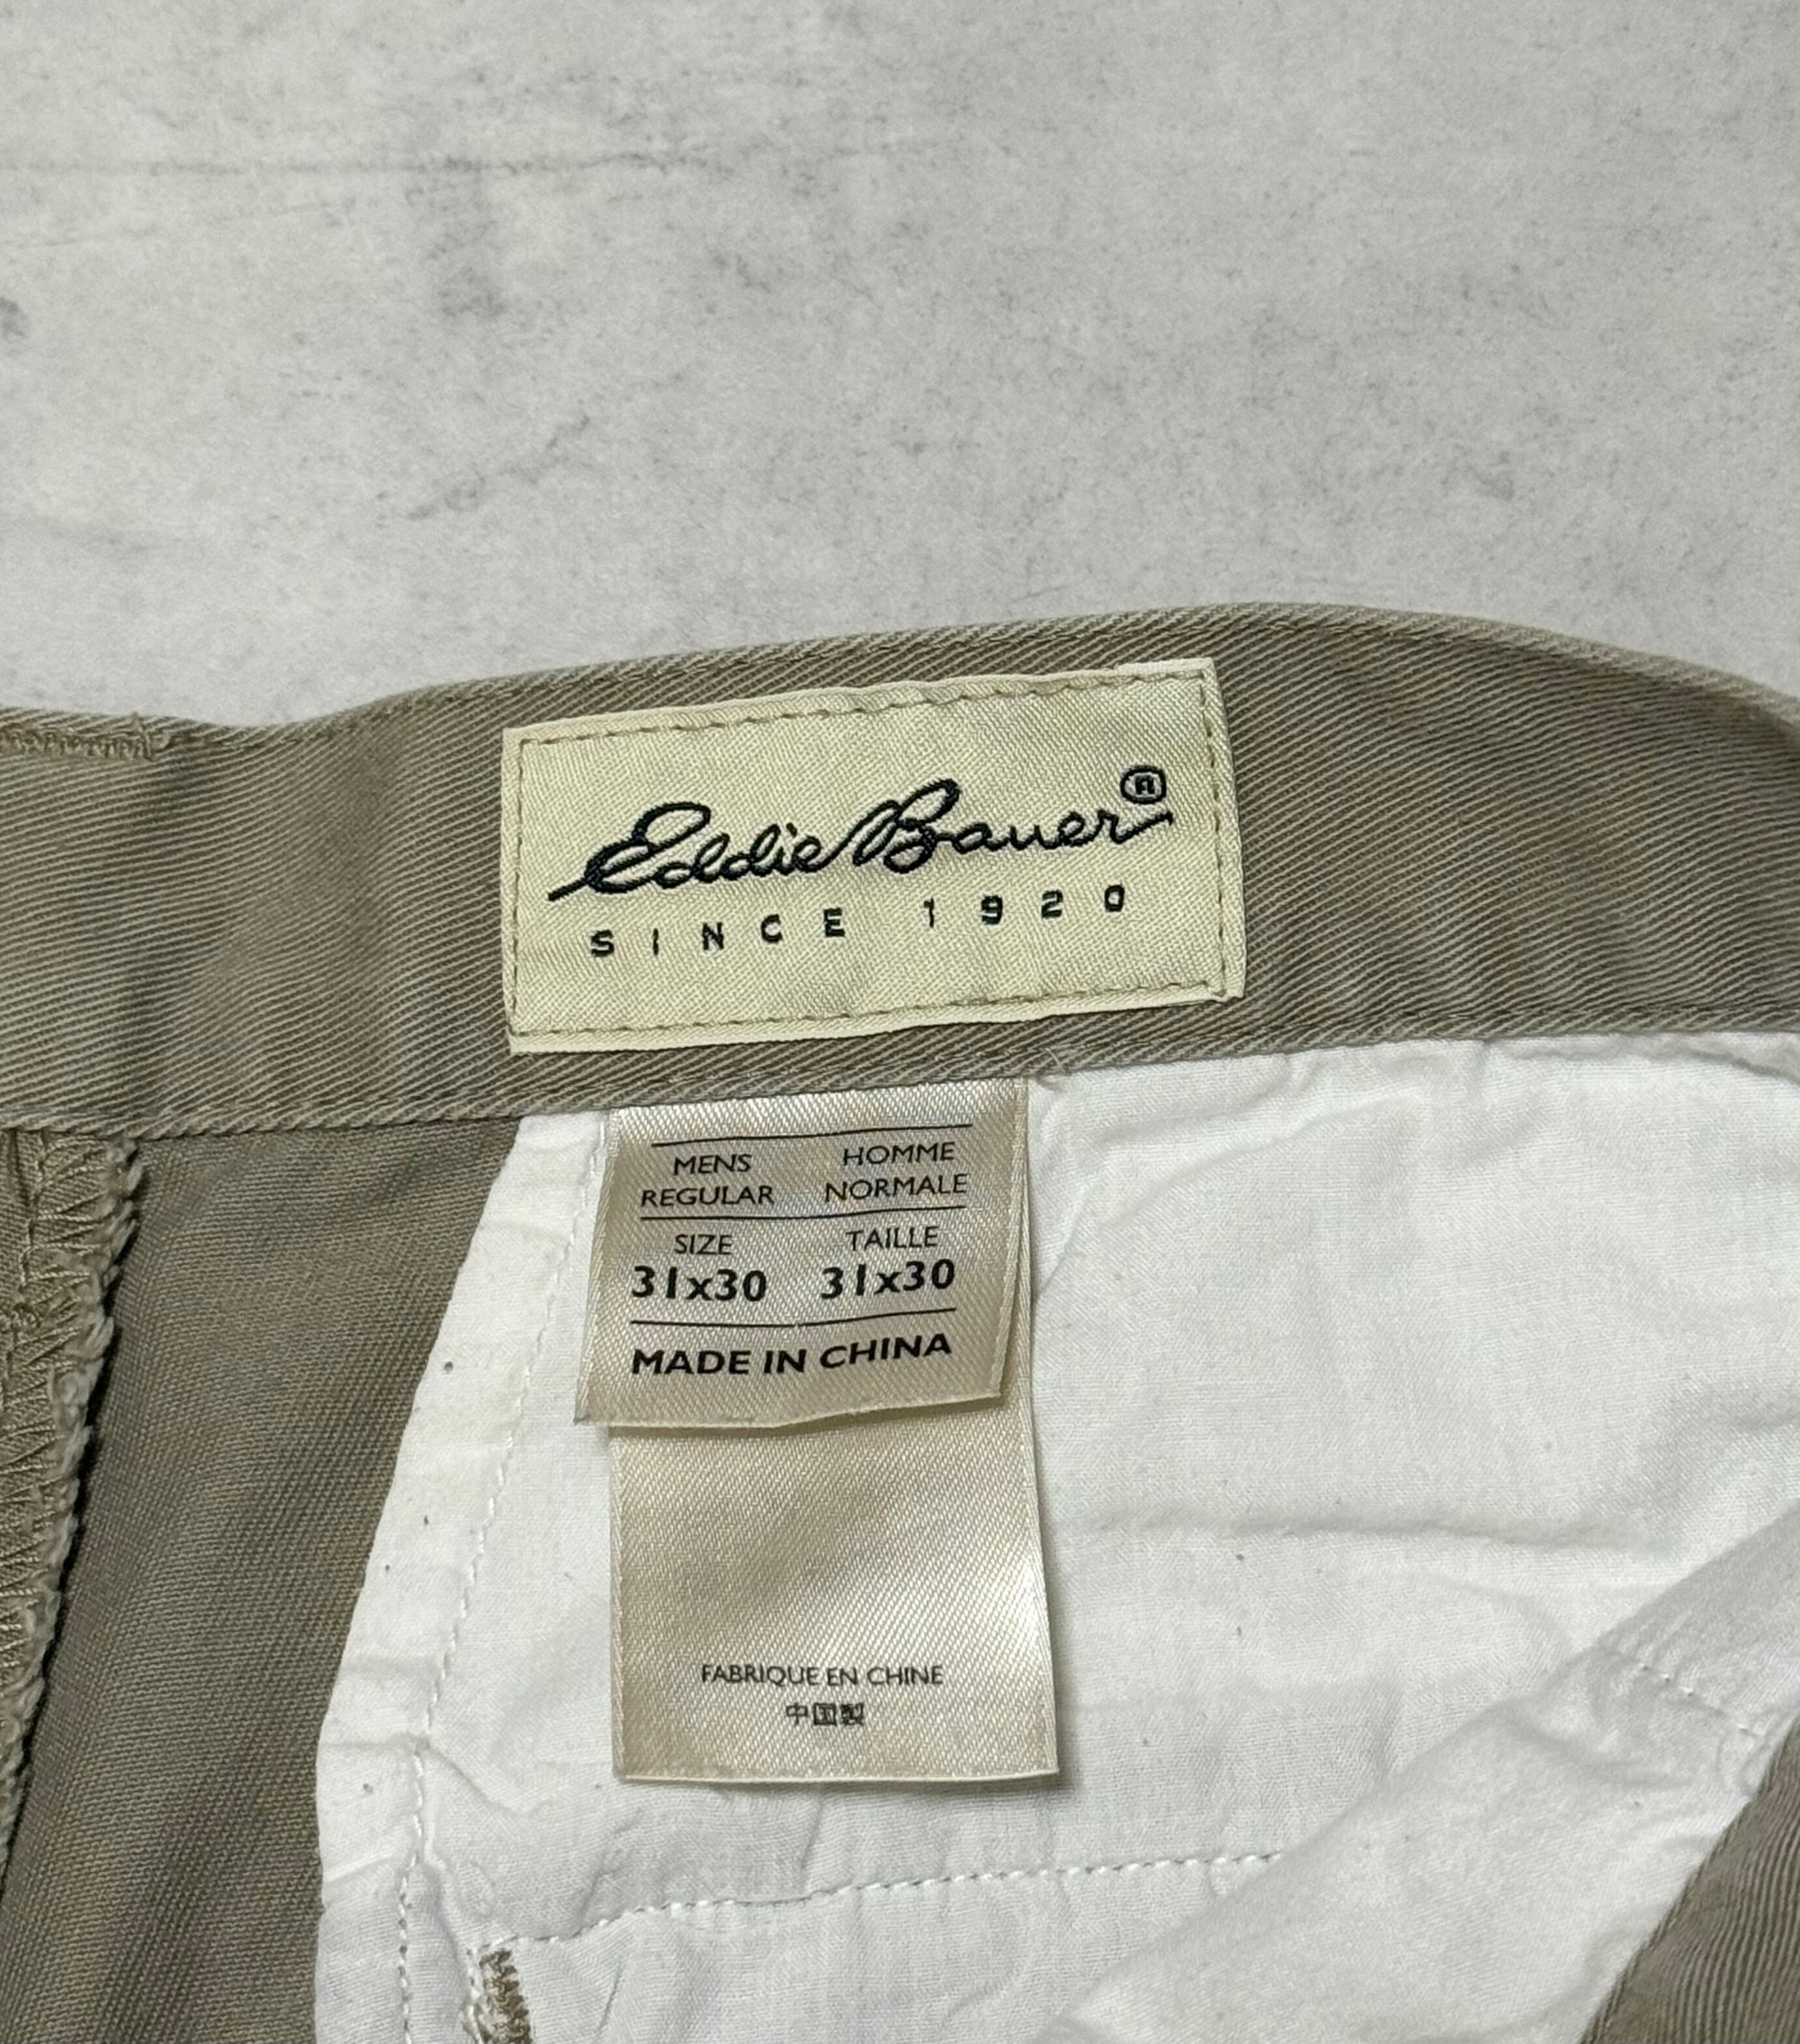 Eddie Bauer®
SINCE 1920
MENS HOMME
REGULAR NORMALE
SIZE TAILLE
31x30 31x30
MADE IN CHINA
FABRIQUE EN CHINE
中国製